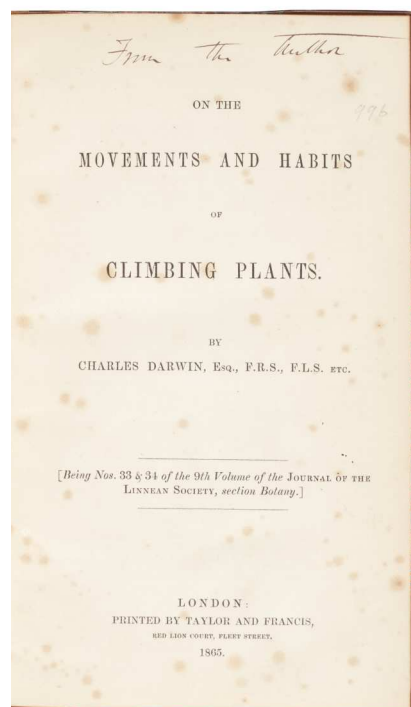 From the Author
ON THE
996
MOVEMENTS AND HABITS
OF
CLIMBING PLANTS.
BY
CHARLES DARWIN, Esq., F.R.S., F.L.S. ETC.
[Being Nos. 33 & 34 of the 9th Volume of the JOURNAL OF THE
LINNEAN SOCIETY, section Botany.]
LONDON:
PRINTED BY TAYLOR AND FRANCIS,
RED LION COURT, FLEET STREET,
1865.